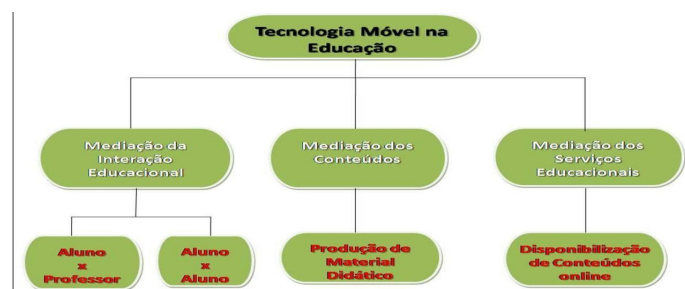 Tecnologia Móvel na
Educação
Mediação da
Interação
Educacional
Mediação dos
Conteúdos
Mediação dos
Serviços
Educacionais
Aluno
x
Professor
Aluno
x
Aluno
Produção de
Material
Didático
Disponibilização
de Conteúdos
online